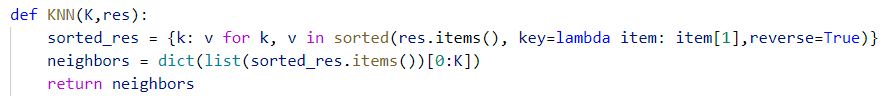 def KNN(K,res):
    sorted_res = {k: v for k, v in sorted(res.items(), key=lambda item: item[1],reverse=True)}
    neighbors = dict(list(sorted_res.items())[0:K])
    return neighbors